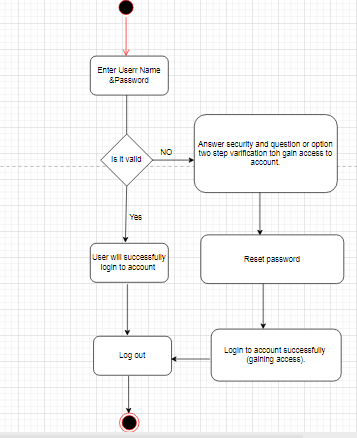 Enter Userr Name
&Password
Is it valid
NO
Answer security and question or option
two step varification toh gain access to
account.
Yes
User will successfully
login to account
Reset password
Log out
Login to account successfully
(gaining access).